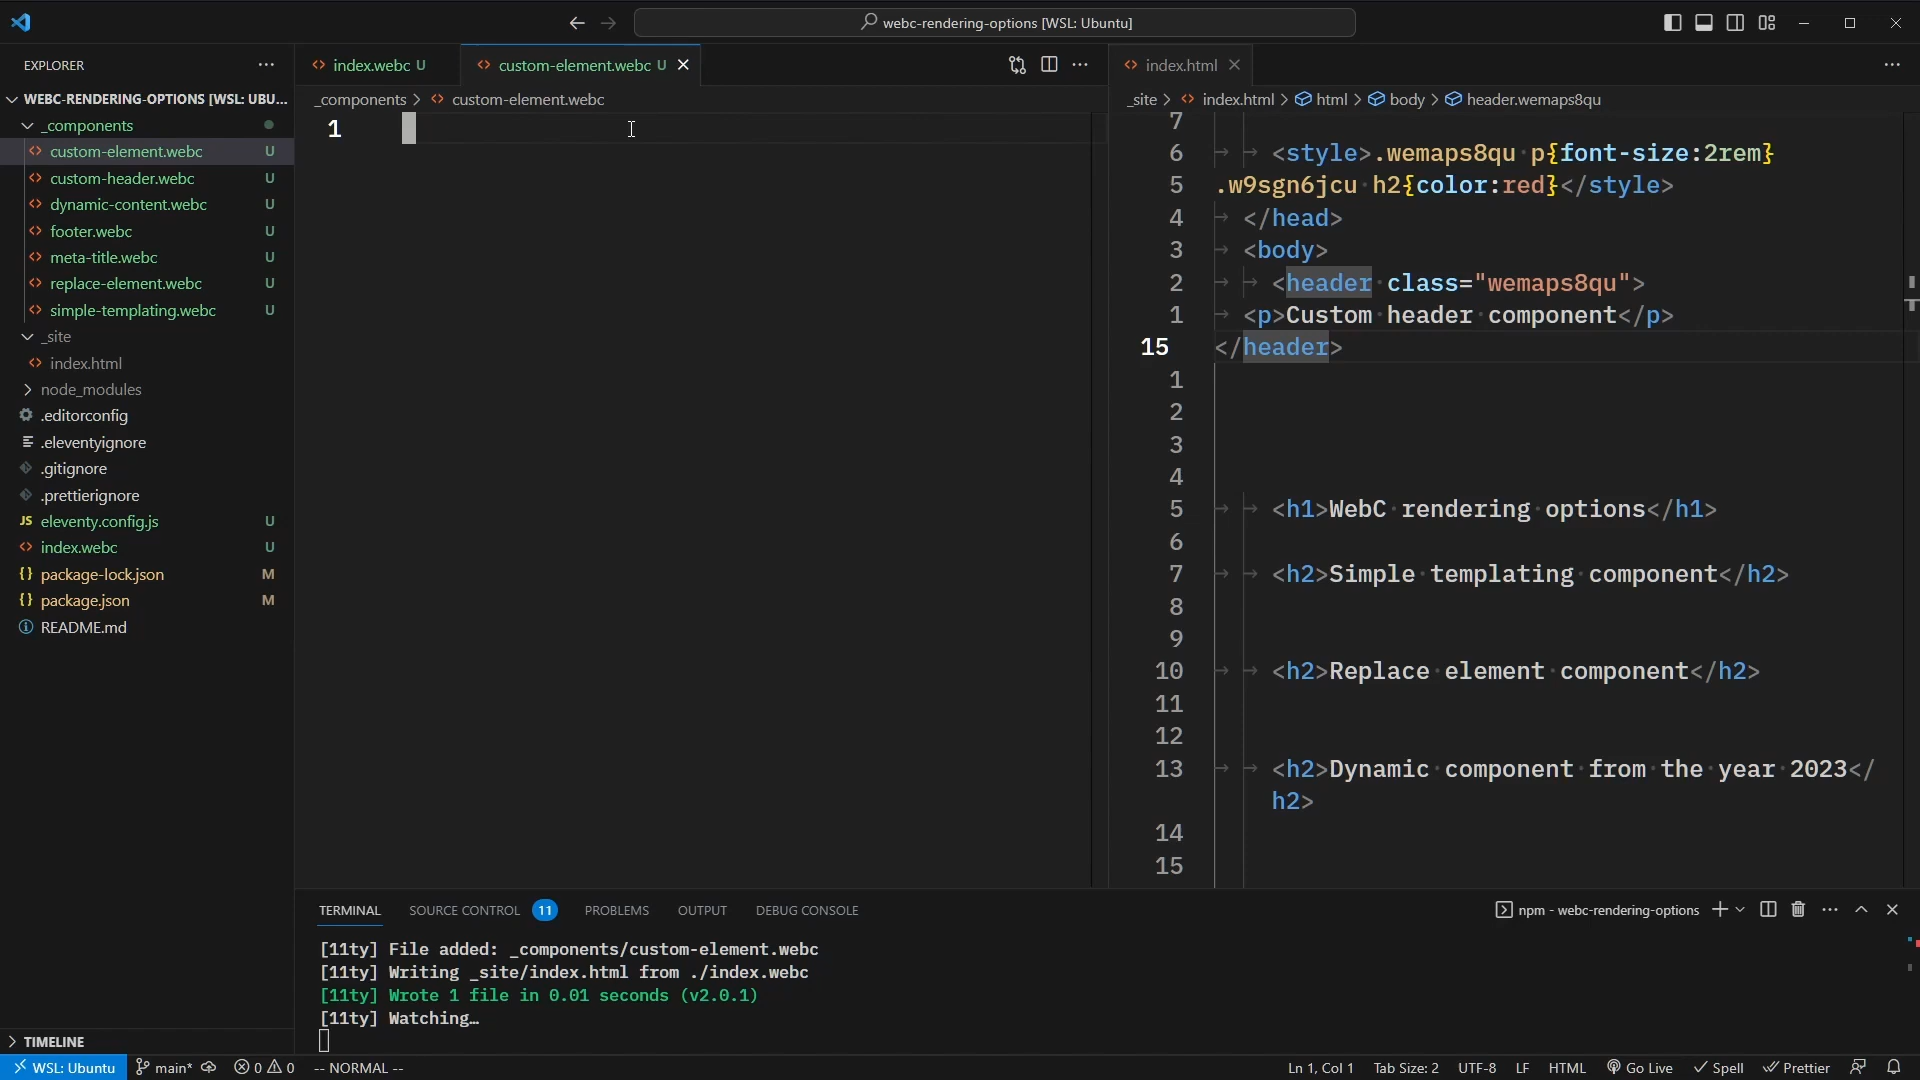 webc-rendering-options [WSL: Ubuntu]
EXPLORER
WEBC-RENDERING-OPTIONS [WSL: UBU...
_components
custom-element.webc U
custom-header.webc U
dynamic-content.webc U
footer.webc U
meta-title.webc U
replace-element.webc U
simple-templating.webc U
_site
index.html
node_modules
.editorconfig
.eleventyignore
.gitignore
.prettierignore
JS eleventy.config.js U
index.webc U
{} package-lock.json M
{} package.json M
README.md
TIMELINE
index.webc U
custom-element.webc U
_components > custom-element.webc
1
index.html
_site > index.html > html > body > header.wemaps8qu
7
6 <style>.wemaps8qu p{font-size:2rem}
5 .w9sgn6jcu h2{color:red}</style>
4 </head>
3 <body>
2 <header class="wemaps8qu">
1 <p>Custom header component</p>
15 </header>
1
2
3
4
5 <h1>WebC rendering options</h1>
6
7 <h2>Simple templating component</h2>
8
9
10 <h2>Replace element component</h2>
11
12
13 <h2>Dynamic component from the year 2023</
h2>
14
15
TERMINAL SOURCE CONTROL 11 PROBLEMS OUTPUT DEBUG CONSOLE
npm - webc-rendering-options
[11ty] File added: _components/custom-element.webc
[11ty] Writing _site/index.html from ./index.webc
[11ty] Wrote 1 file in 0.01 seconds (v2.0.1)
[11ty] Watching…
WSL: Ubuntu main* 0 0 -- NORMAL -- Ln 1, Col 1 Tab Size: 2 UTF-8 LF HTML Go Live Spell Prettier